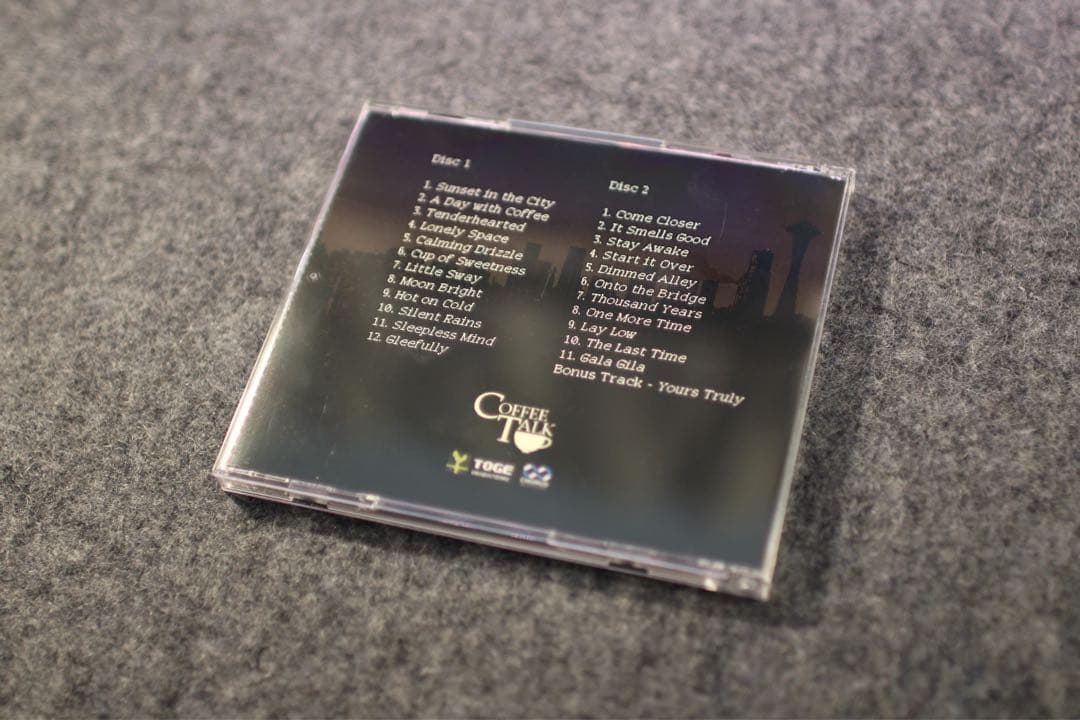 Disc 1
1. Sunset in the City
2. A Day with Coffee
3. Tenderhearted
4. Lonely Space
5. Calming Drizzle
6. Cup of Sweetness
7. Little Sway
8. Moon Bright
9. Hot on Cold
10. Silent Rains
11. Sleepless Mind
12. Gleefully
Disc 2
1. Come Closer
2. It Smells Good
3. Stay Awake
4. Start it Over
5. Dimmed Alley
6. Onto the Bridge
7. Thousand Years
8. One More Time
9. Lay Low
10. The Last Time
11. Gala Gila
Bonus Track - Yours Truly
COFFEE
TALK
TOGE